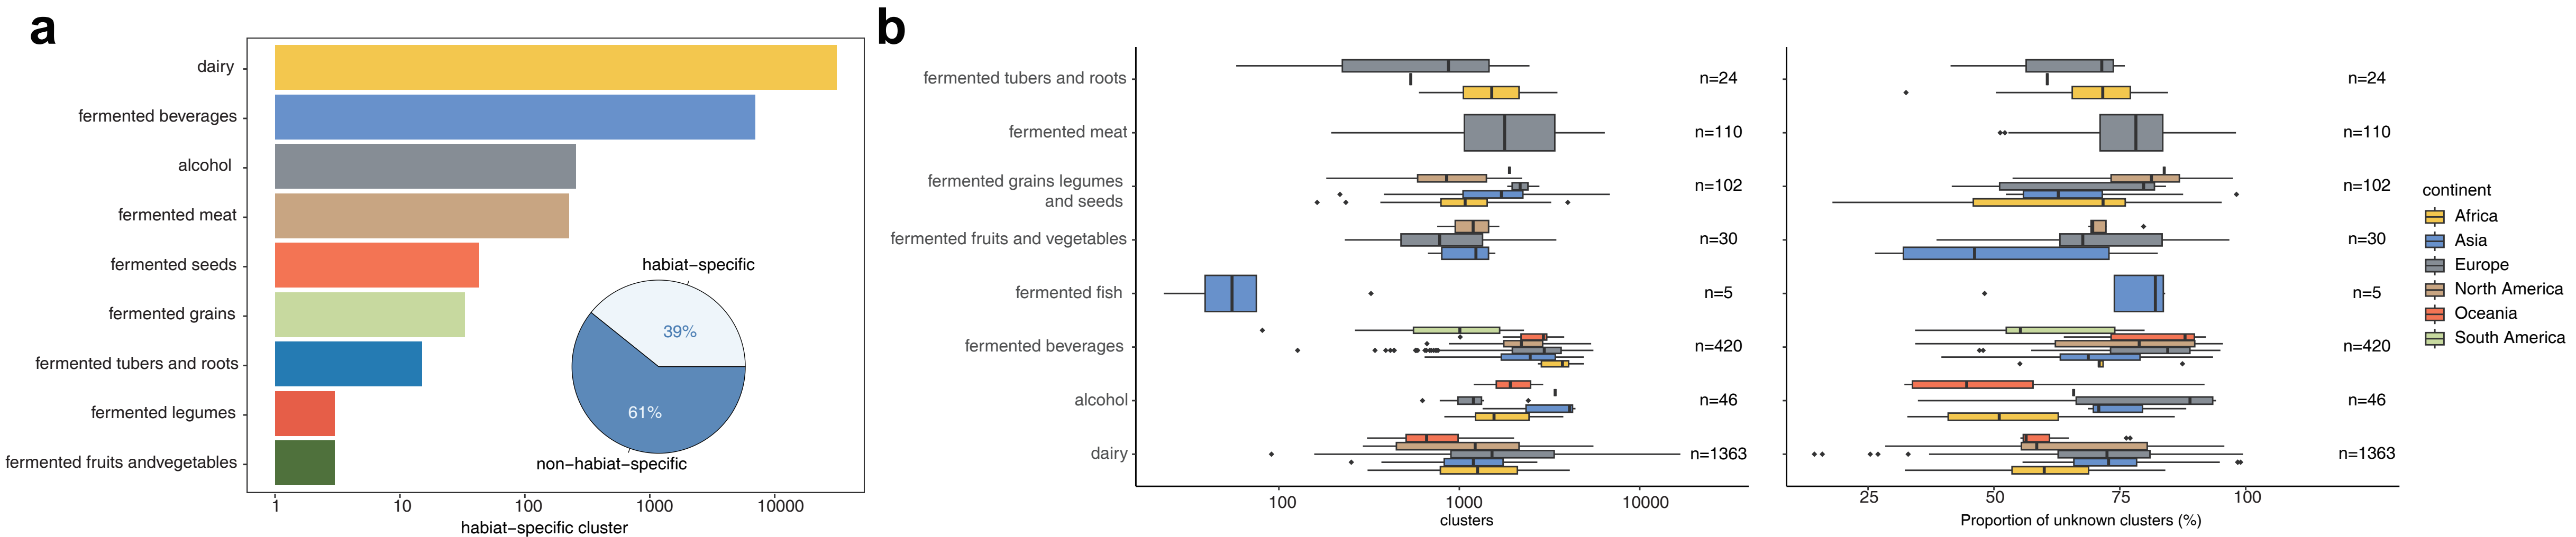 a
dairy
fermented beverages
alcohol
fermented meat
fermented seeds
fermented grains
fermented tubers and roots
fermented legumes
fermented fruits andvegetables
habiat-specific
39%
61%
non-habiat-specific
1 10 100 1000 10000
habiat-specific cluster
b
fermented tubers and roots
fermented meat
fermented grains legumes
and seeds
fermented fruits and vegetables
fermented fish
fermented beverages
alcohol
dairy
n=24
n=110
n=102
n=30
n=5
n=420
n=46
n=1363
100 1000 10000
clusters
n=24
n=110
n=102
n=30
n=5
n=420
n=46
n=1363
25 50 75 100
Proportion of unknown clusters (%)
continent
Africa
Asia
Europe
North America
Oceania
South America